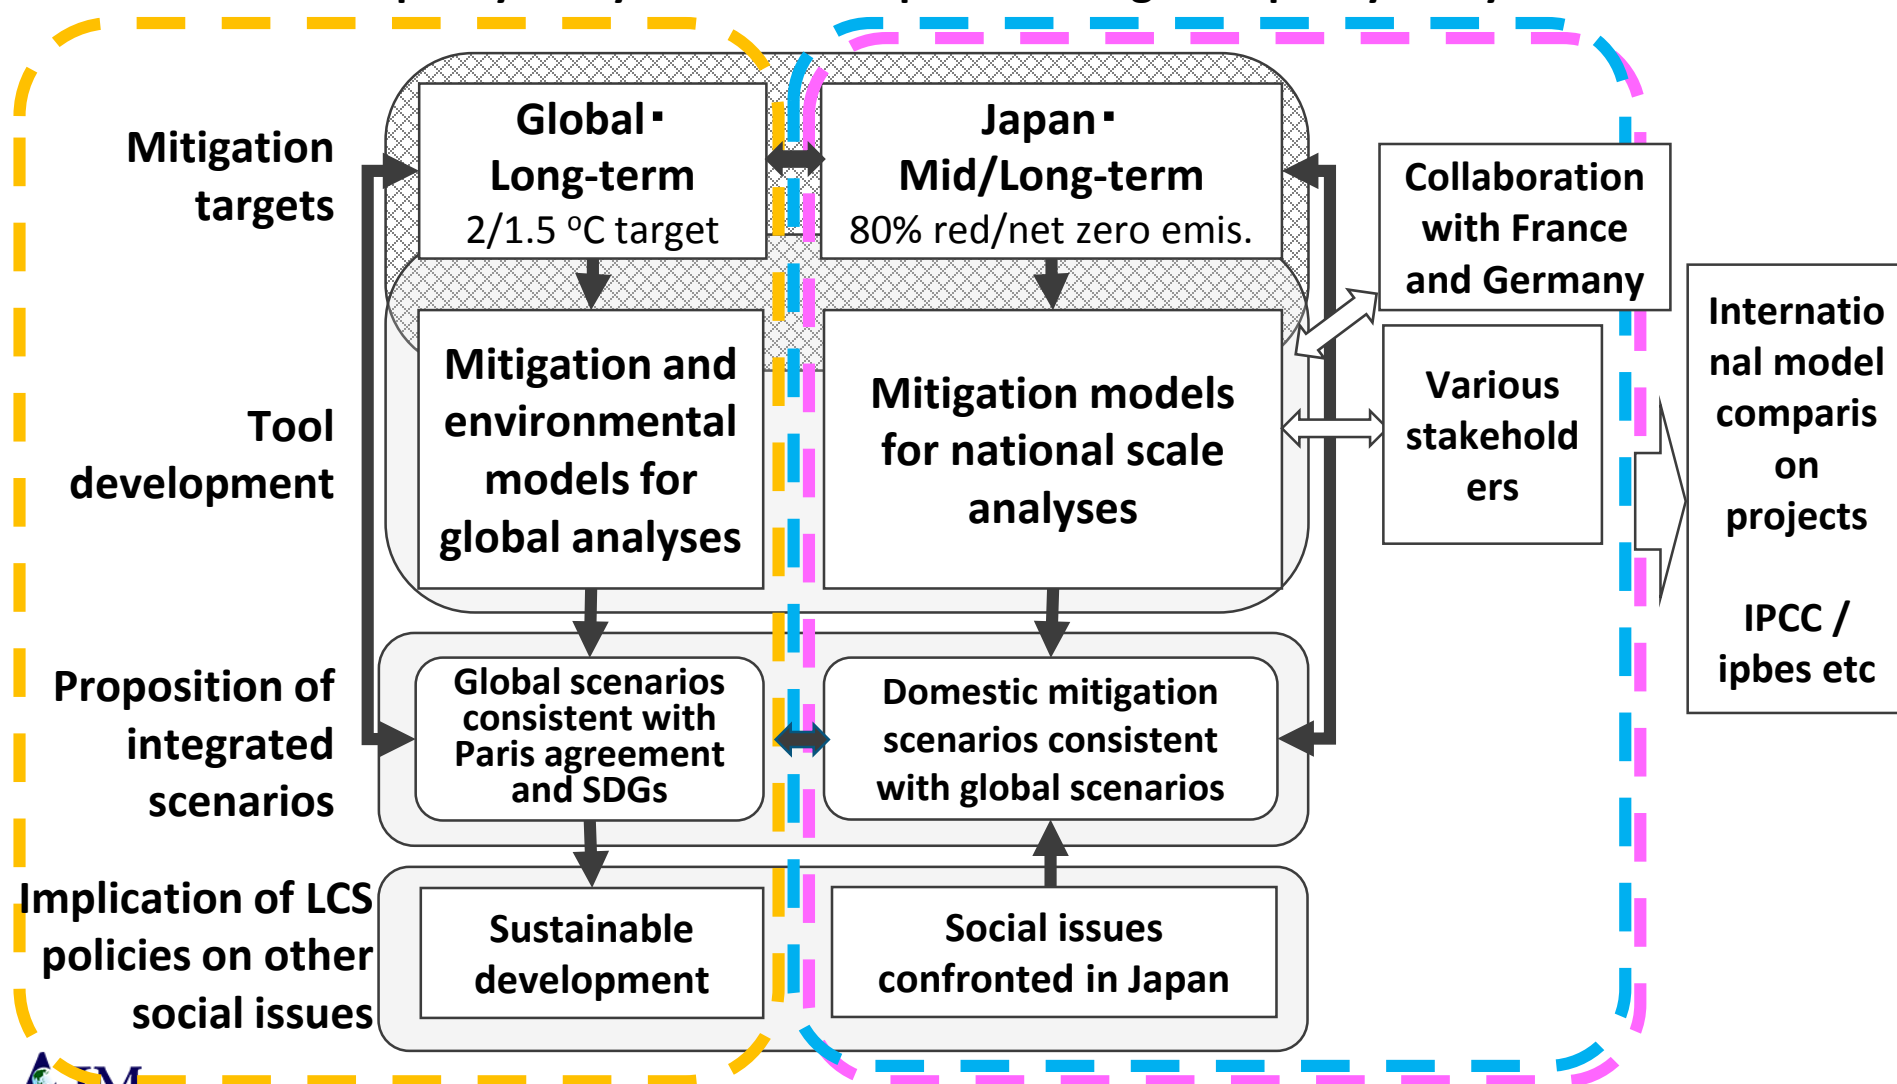 Mitigation
targets
Global▪
Long-term
2/1.5 ºC target
Japan▪
Mid/Long-term
80% red/net zero emis.
Collaboration
with France
and Germany
Tool
development
Mitigation and
environmental
models for
global analyses
Mitigation models
for national scale
analyses
Various
stakehold
ers
Internatio
nal model
comparis
on
projects
IPCC /
ipbes etc
Proposition of
integrated
scenarios
Global scenarios
consistent with
Paris agreement
and SDGs
Domestic mitigation
scenarios consistent
with global scenarios
Implication of LCS
policies on other
social issues
Sustainable
development
Social issues
confronted in Japan